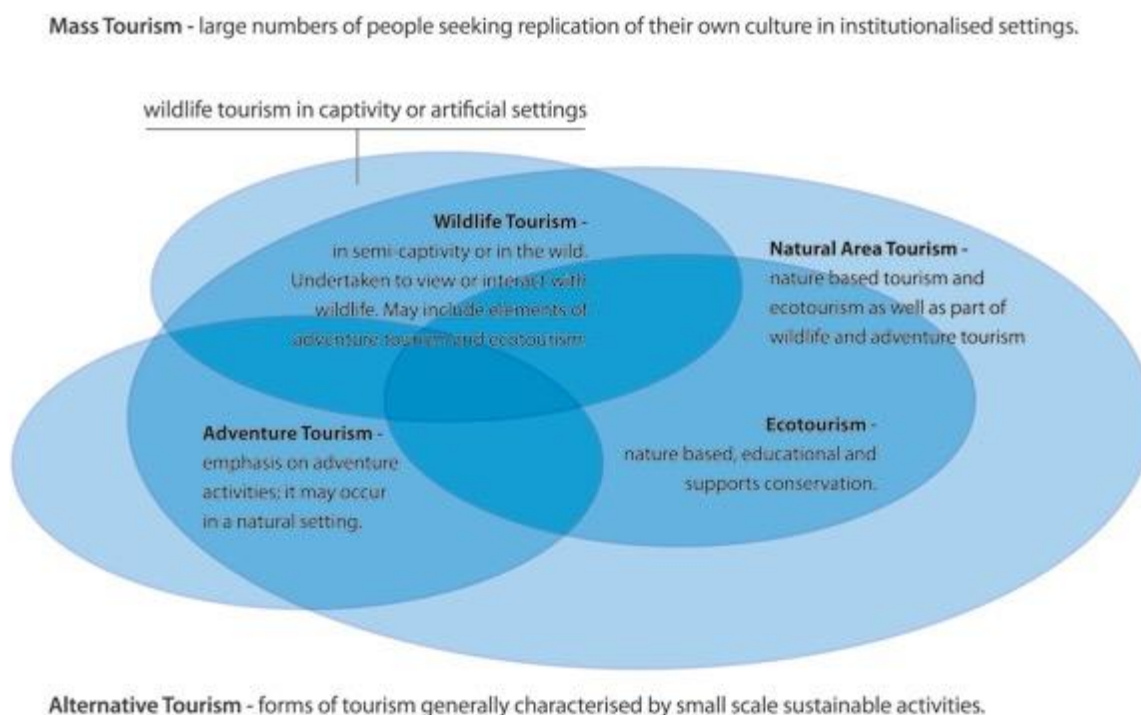 Mass Tourism - large numbers of people seeking replication of their own culture in institutionalised settings.
wildlife tourism in captivity or artificial settings
Wildlife Tourism -
in semi-captivity or in the wild.
Undertaken to view or interact with
wildlife. May include elements of
adventure tourism and ecotourism
Natural Area Tourism -
nature based tourism and
ecotourism as well as part of
wildlife and adventure tourism
Adventure Tourism -
emphasis on adventure
activities; it may occur
in a natural setting.
Ecotourism -
nature based, educational and
supports conservation.
Alternative Tourism - forms of tourism generally characterised by small scale sustainable activities.